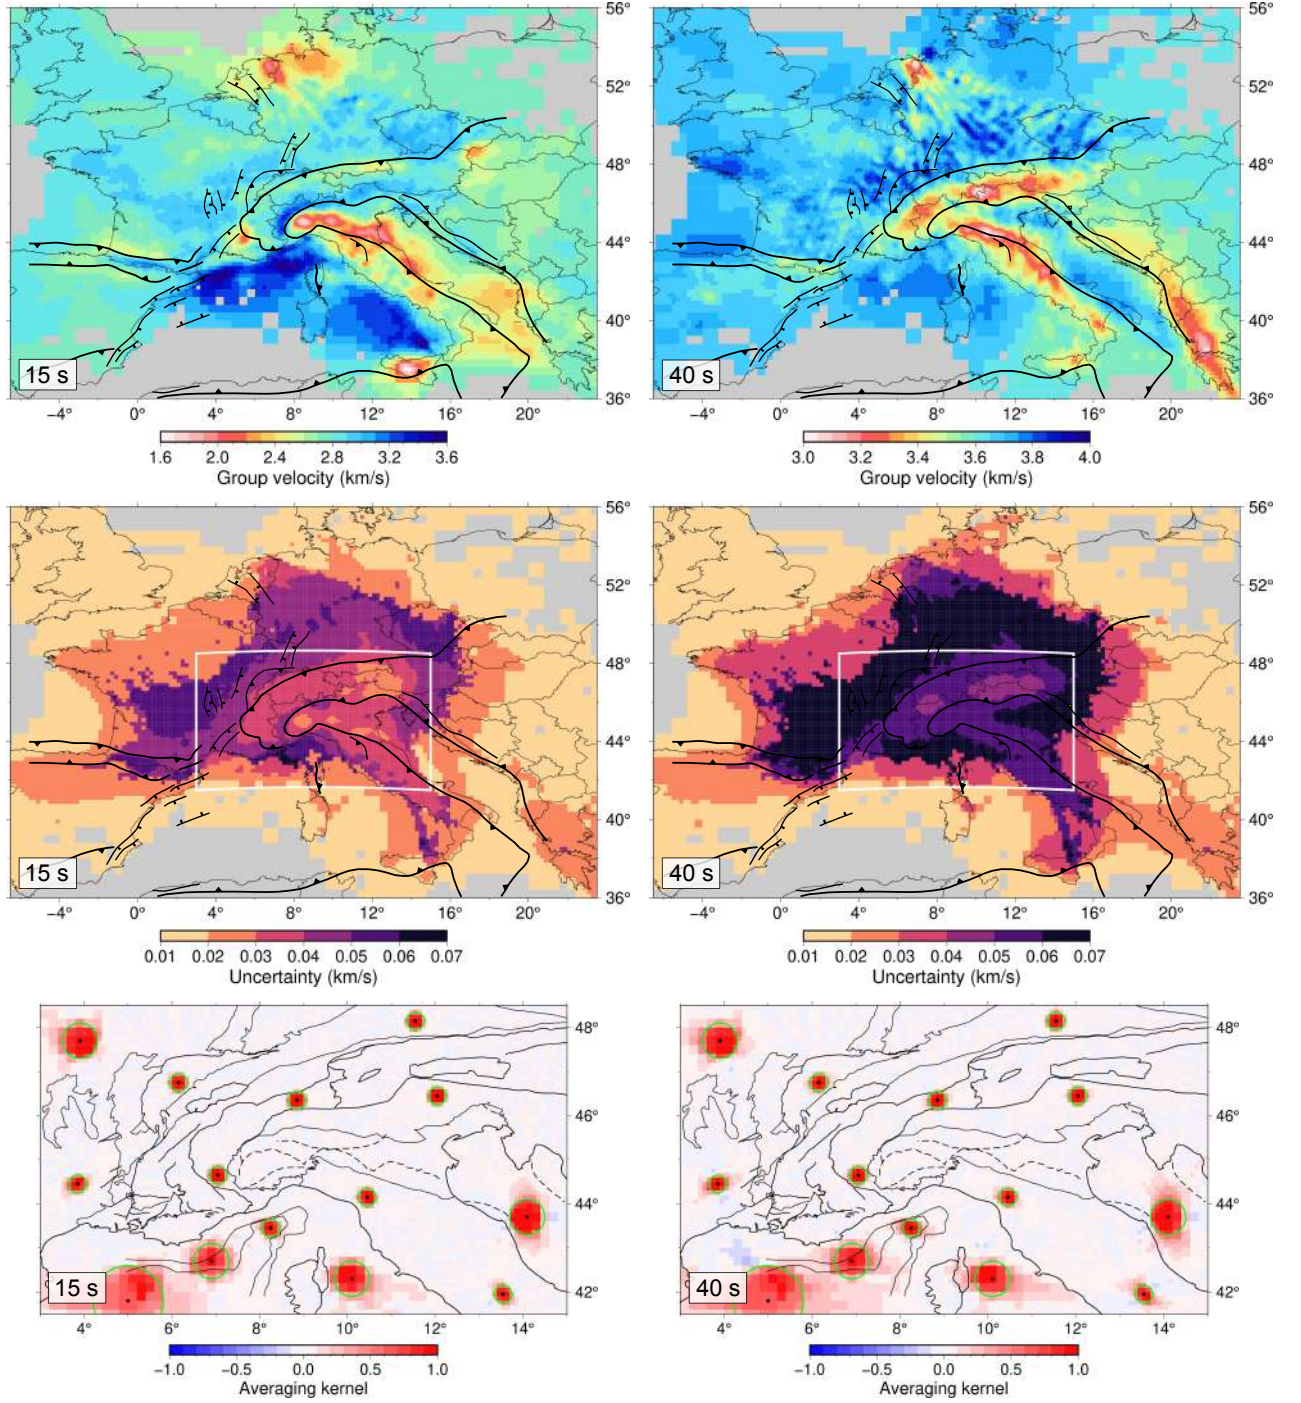 56°
52°
48°
44°
40°
36°
15 s
−4° 0° 4° 8° 12° 16° 20°
1.6 2.0 2.4 2.8 3.2 3.6
Group velocity (km/s)
56°
52°
48°
44°
40°
36°
40 s
−4° 0° 4° 8° 12° 16° 20°
3.0 3.2 3.4 3.6 3.8 4.0
Group velocity (km/s)
56°
52°
48°
44°
40°
36°
15 s
−4° 0° 4° 8° 12° 16° 20°
0.01 0.02 0.03 0.04 0.05 0.06 0.07
Uncertainty (km/s)
56°
52°
48°
44°
40°
36°
40 s
−4° 0° 4° 8° 12° 16° 20°
0.01 0.02 0.03 0.04 0.05 0.06 0.07
Uncertainty (km/s)
48°
46°
44°
42°
15 s
4° 6° 8° 10° 12° 14°
−1.0 −0.5 0.0 0.5 1.0
Averaging kernel
48°
46°
44°
42°
40 s
4° 6° 8° 10° 12° 14°
−1.0 −0.5 0.0 0.5 1.0
Averaging kernel